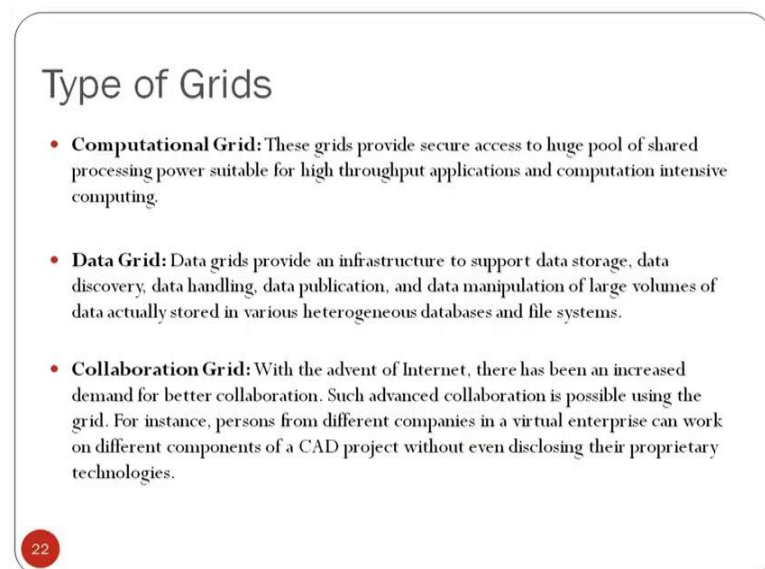 Type of Grids
• Computational Grid: These grids provide secure access to huge pool of shared
processing power suitable for high throughput applications and computation intensive
computing.
• Data Grid: Data grids provide an infrastructure to support data storage, data
discovery, data handling, data publication, and data manipulation of large volumes of
data actually stored in various heterogeneous databases and file systems.
• Collaboration Grid: With the advent of Internet, there has been an increased
demand for better collaboration. Such advanced collaboration is possible using the
grid. For instance, persons from different companies in a virtual enterprise can work
on different components of a CAD project without even disclosing their proprietary
technologies.
22